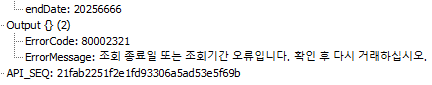 endDate: 20256666
Output {} (2)
ErrorCode: 80002321
ErrorMessage: 조회 종료일 또는 조회기간 오류입니다. 확인 후 다시 거래하십시오.
API_SEQ: 21fab2251f2e1fd93306a5ad53e5f69b